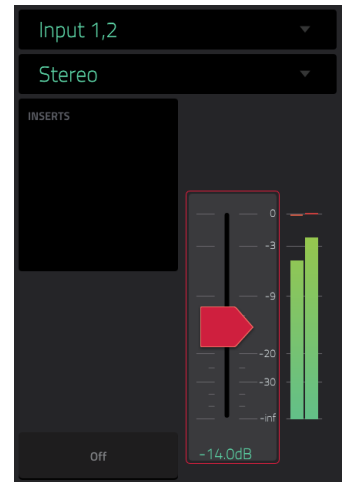 Input 1,2
Stereo
INSERTS
0
-3
-9
-20
-30
-inf
Off
-14.0dB